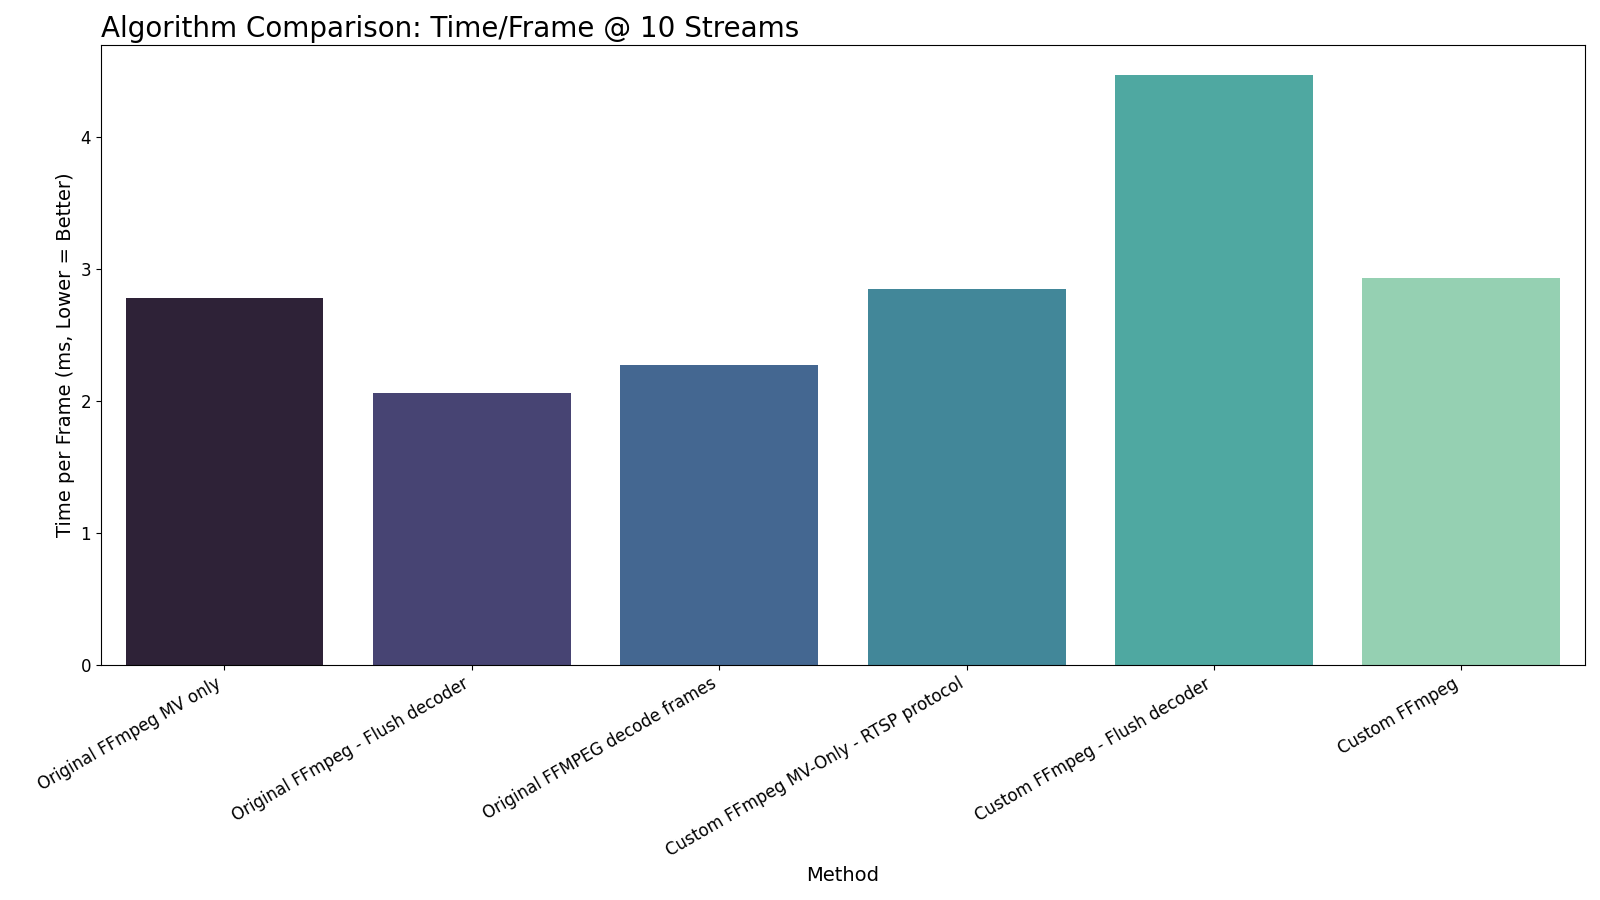 Algorithm Comparison: Time/Frame @ 10 Streams
Time per Frame (ms, Lower = Better)
4
3
2
1
0
Original FFmpeg MV only
Original FFmpeg - Flush decoder
Original FFMPEG decode frames
Custom FFmpeg MV-Only - RTSP protocol
Custom FFmpeg - Flush decoder
Custom FFmpeg
Method